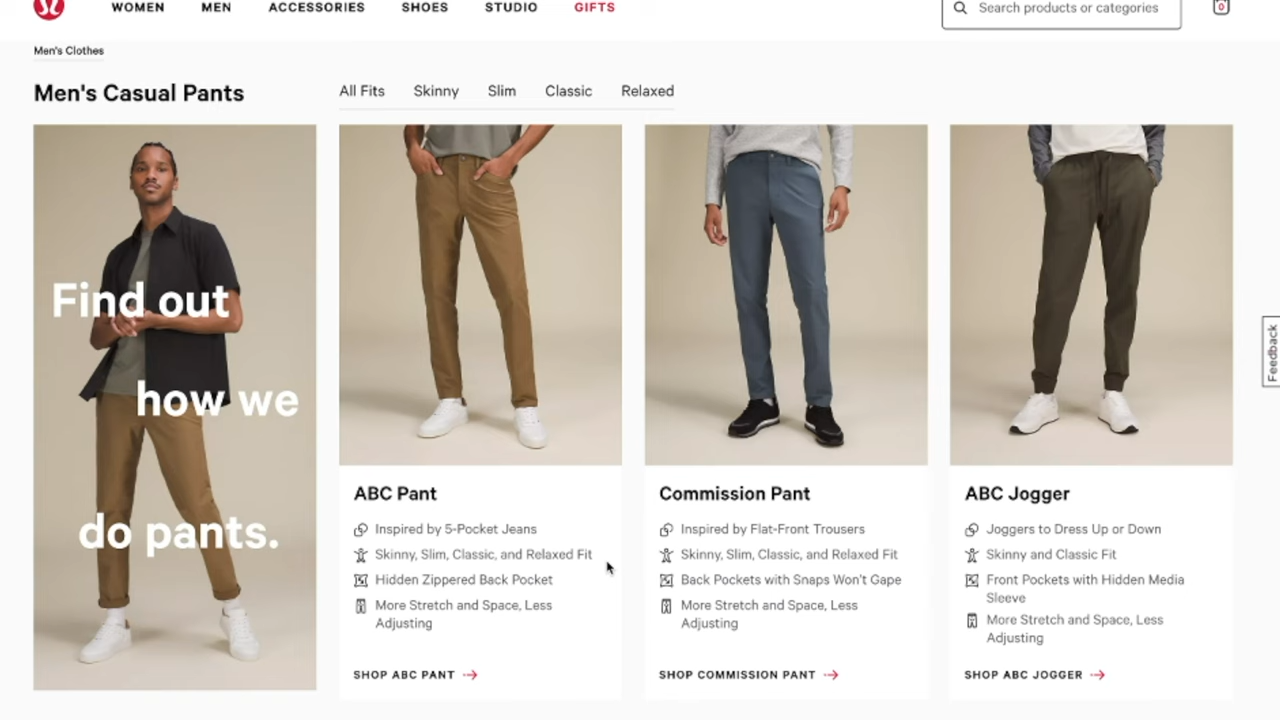 WOMEN MEN ACCESSORIES SHOES STUDIO GIFTS
Search products or categories
0
Men's Clothes
Men's Casual Pants
All Fits Skinny Slim Classic Relaxed
Find out
how we
do pants.
ABC Pant
Inspired by 5-Pocket Jeans
Skinny, Slim, Classic, and Relaxed Fit
Hidden Zippered Back Pocket
More Stretch and Space, Less
Adjusting
SHOP ABC PANT
Commission Pant
Inspired by Flat-Front Trousers
Skinny, Slim, Classic, and Relaxed Fit
Back Pockets with Snaps Won't Gape
More Stretch and Space, Less
Adjusting
SHOP COMMISSION PANT
ABC Jogger
Joggers to Dress Up or Down
Skinny and Classic Fit
Front Pockets with Hidden Media
Sleeve
More Stretch and Space, Less
Adjusting
SHOP ABC JOGGER
Feedback